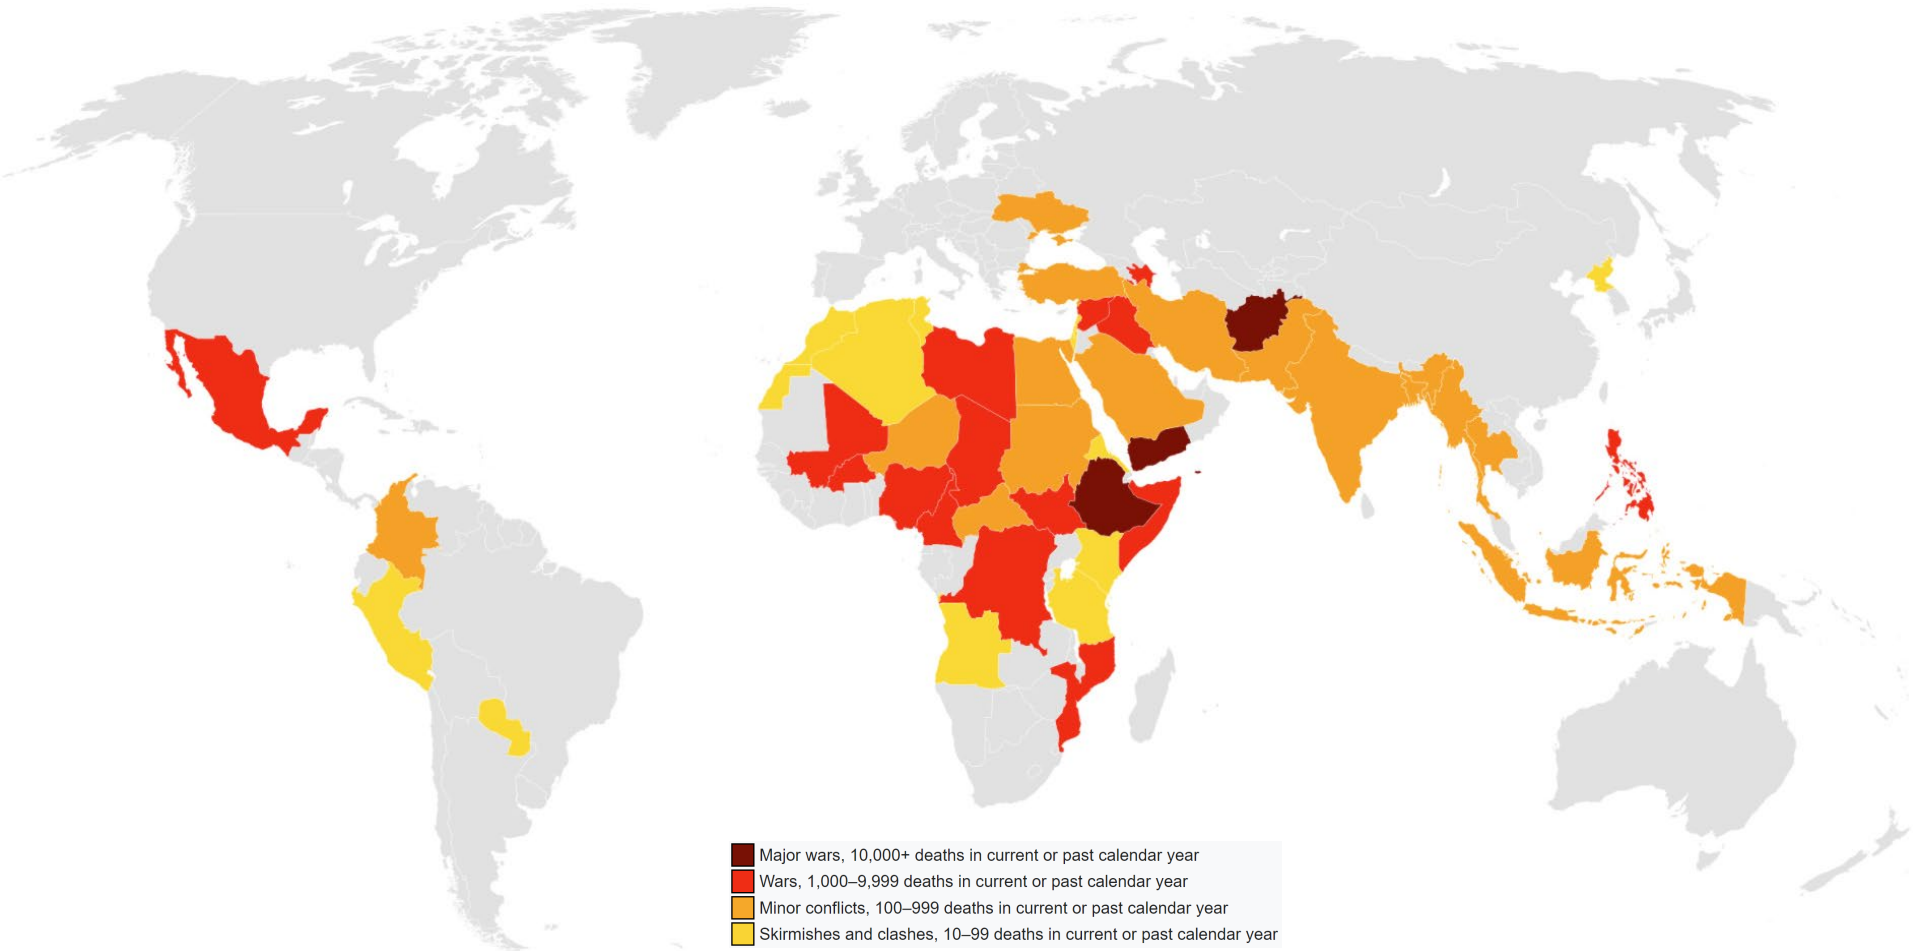 Major wars, 10,000+ deaths in current or past calendar year
Wars, 1,000–9,999 deaths in current or past calendar year
Minor conflicts, 100–999 deaths in current or past calendar year
Skirmishes and clashes, 10–99 deaths in current or past calendar year